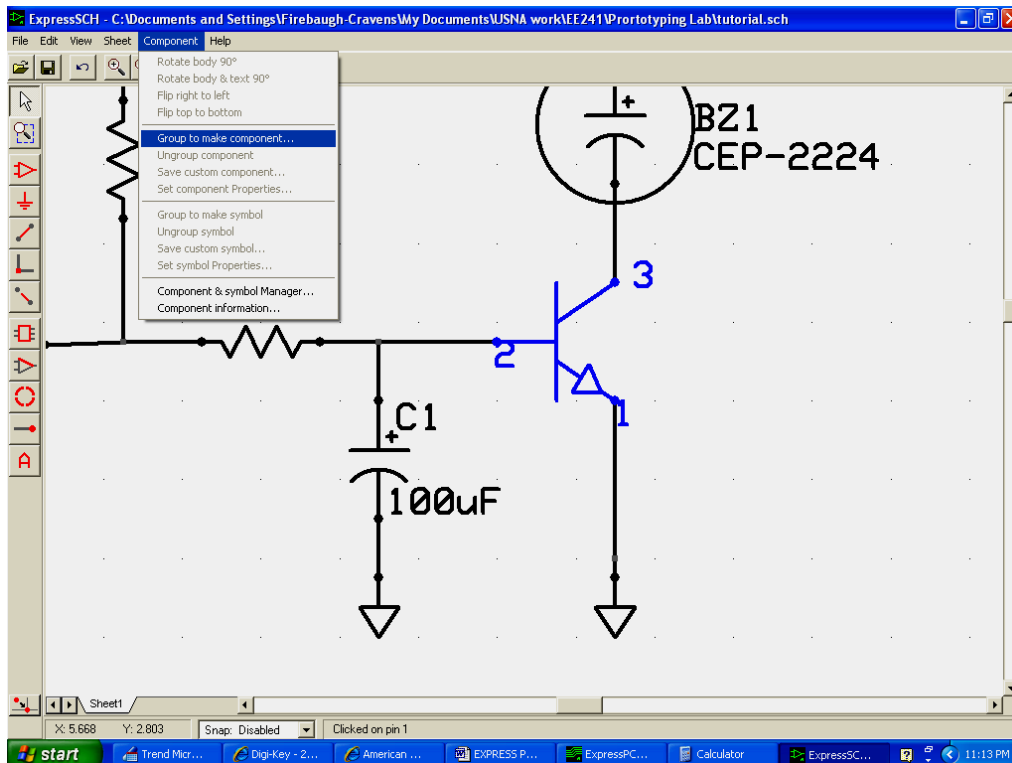 ExpressSCH - C:\Documents and Settings\Firebaugh-Cravens\My Documents\USNA work\EE241\Prortotyping Lab\tutorial.sch
File Edit View Sheet Component Help
Rotate body 90°
Rotate body & text 90°
Flip right to left
Flip top to bottom
Group to make component...
Ungroup component
Save custom component...
Set component Properties...
Group to make symbol
Ungroup symbol
Save custom symbol...
Set symbol Properties...
Component & symbol Manager...
Component information...
+
BZ1
CEP-2224
3
2
1
C1
+
100uF
A
Sheet1
X: 5.668 Y: 2.803 Snap: Disabled Clicked on pin 1
start Trend Micr... Digi-Key - 2... American ... EXPRESS P... ExpressPC... Calculator ExpressSC... 11:13 PM